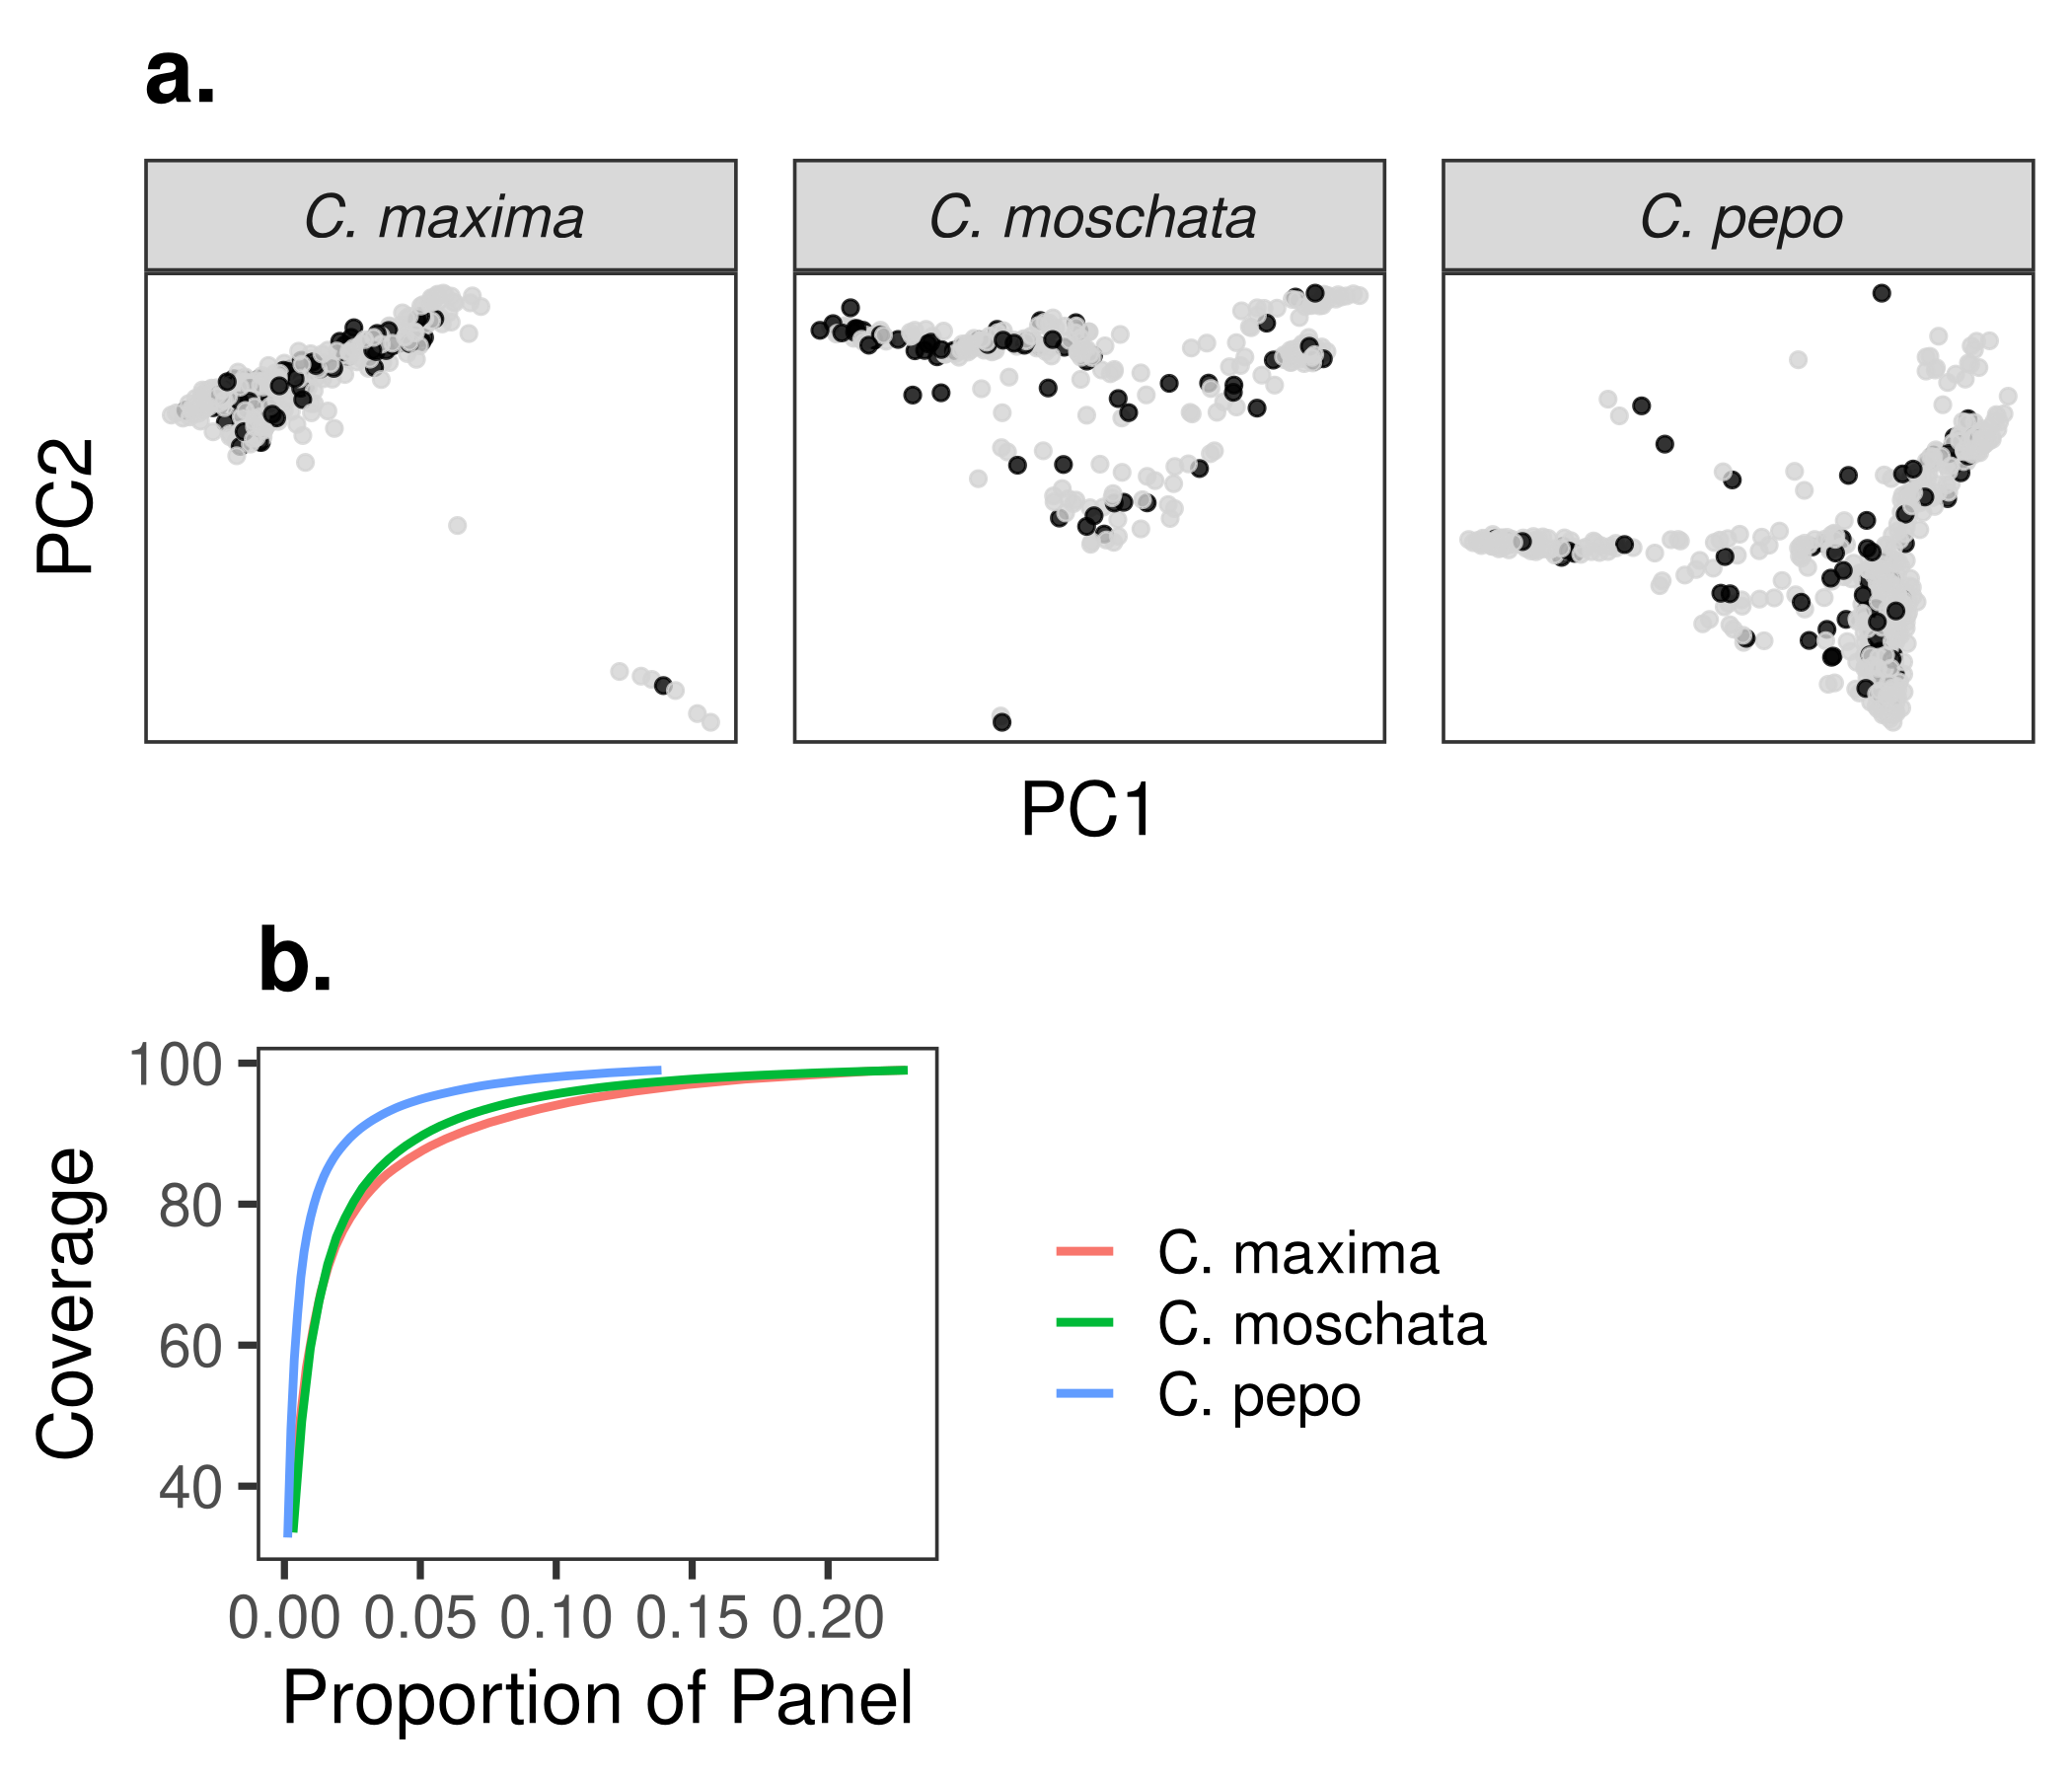 a.
C. maxima
C. moschata
C. pepo
PC2
PC1
b.
100
80
60
40
Coverage
0.00 0.05 0.10 0.15 0.20
Proportion of Panel
C. maxima
C. moschata
C. pepo